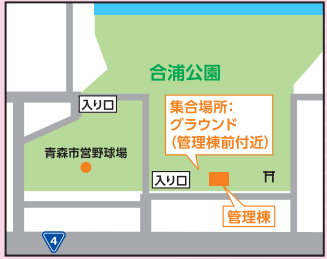 合浦公園
入り口
集合場所：
グラウンド
（管理棟前付近）
青森市営野球場
入り口
管理棟
4